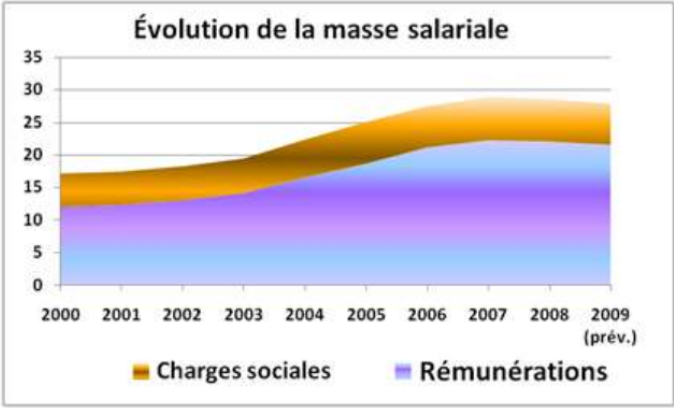 Évolution de la masse salariale
35
30
25
20
15
10
5
0
2000 2001 2002 2003 2004 2005 2006 2007 2008 2009
(prév.)
Charges sociales Rémunérations